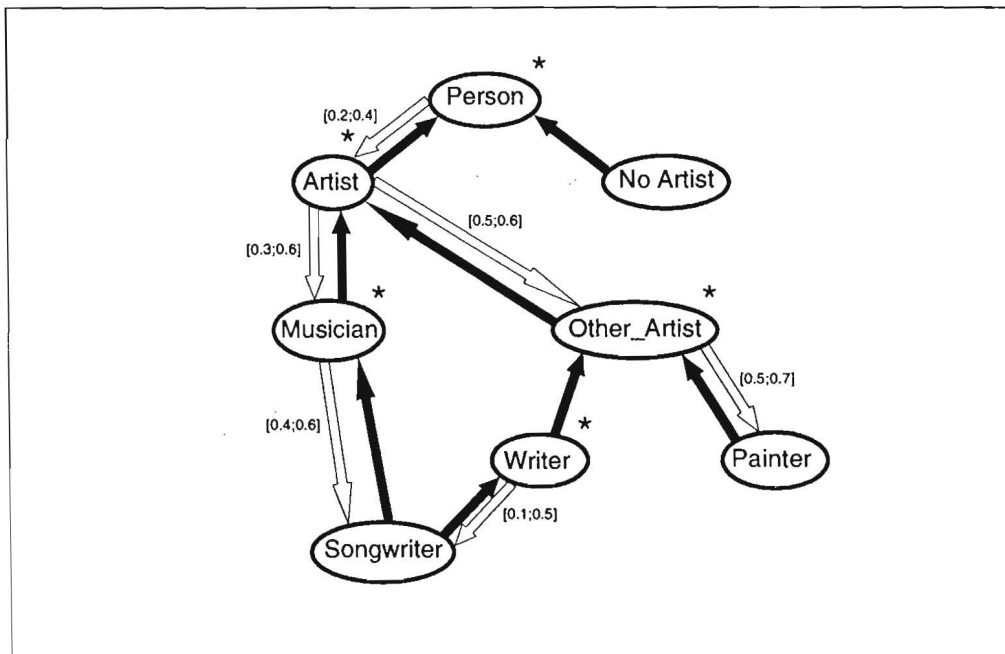 *
Person
[0.2;0.4]
*
Artist
No Artist
[0.5;0.6]
[0.3;0.6]
*
*
Musician
Other_Artist
[0.5;0.7]
[0.4;0.6]
*
Writer
Painter
[0.1;0.5]
Songwriter